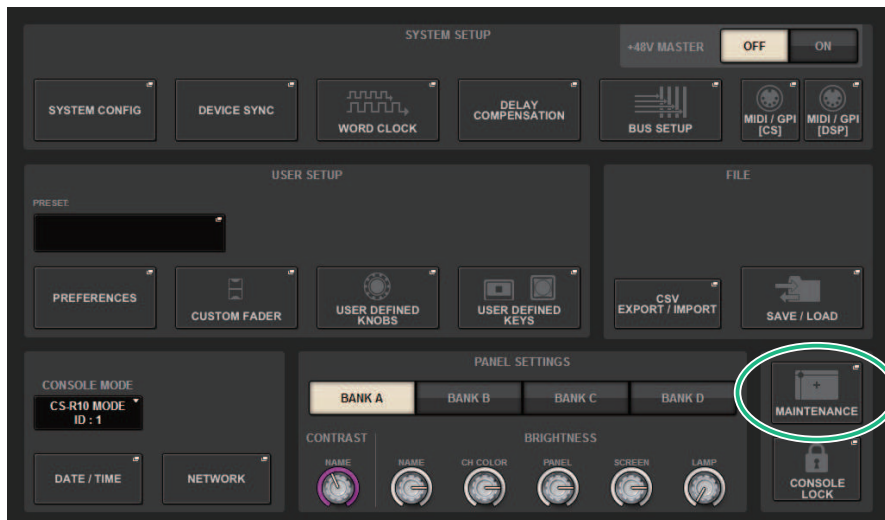 SYSTEM SETUP
+48V MASTER
OFF
ON
SYSTEM CONFIG
DEVICE SYNC
WORD CLOCK
DELAY
COMPENSATION
BUS SETUP
MIDI / GPI
[CS]
MIDI / GPI
[DSP]
USER SETUP
PRESET:
PREFERENCES
CUSTOM FADER
USER DEFINED
KNOBS
USER DEFINED
KEYS
FILE
CSV
EXPORT / IMPORT
SAVE / LOAD
CONSOLE MODE
CS-R10 MODE
ID : 1
DATE / TIME
NETWORK
PANEL SETTINGS
BANK A
BANK B
BANK C
BANK D
CONTRAST
BRIGHTNESS
NAME
NAME
CH COLOR
PANEL
SCREEN
LAMP
MAINTENANCE
CONSOLE
LOCK